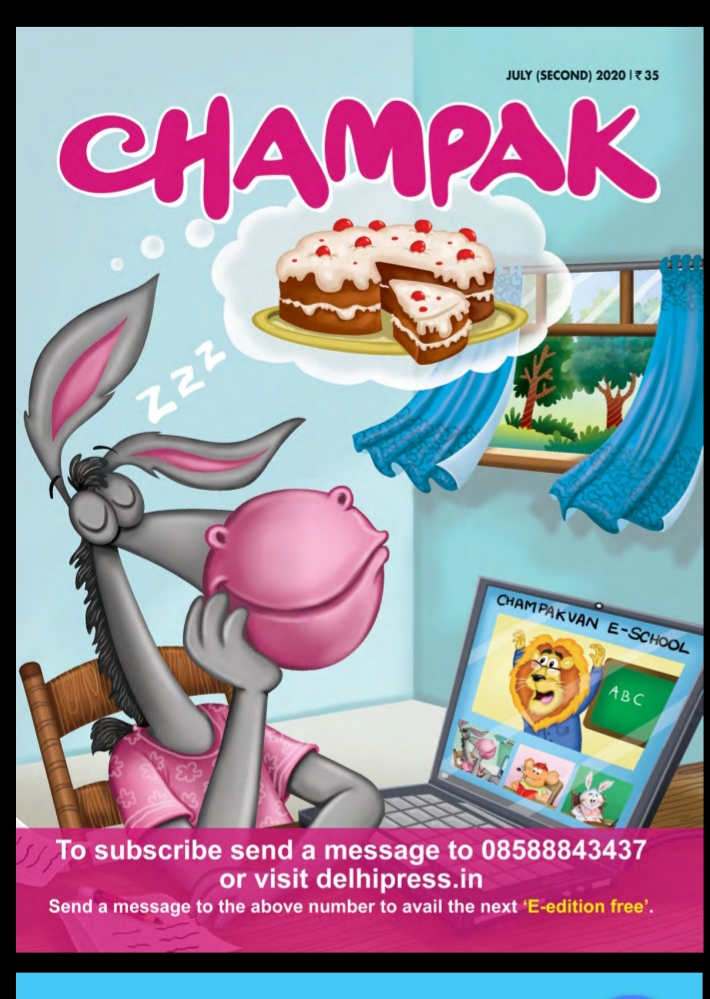 JULY (SECOND) 2020 | ₹ 35
CHAMPAK
ZZZ
CHAMPAKVAN E-SCHOOL
ABC
To subscribe send a message to 08588843437
or visit delhipress.in
Send a message to the above number to avail the next 'E-edition free'.